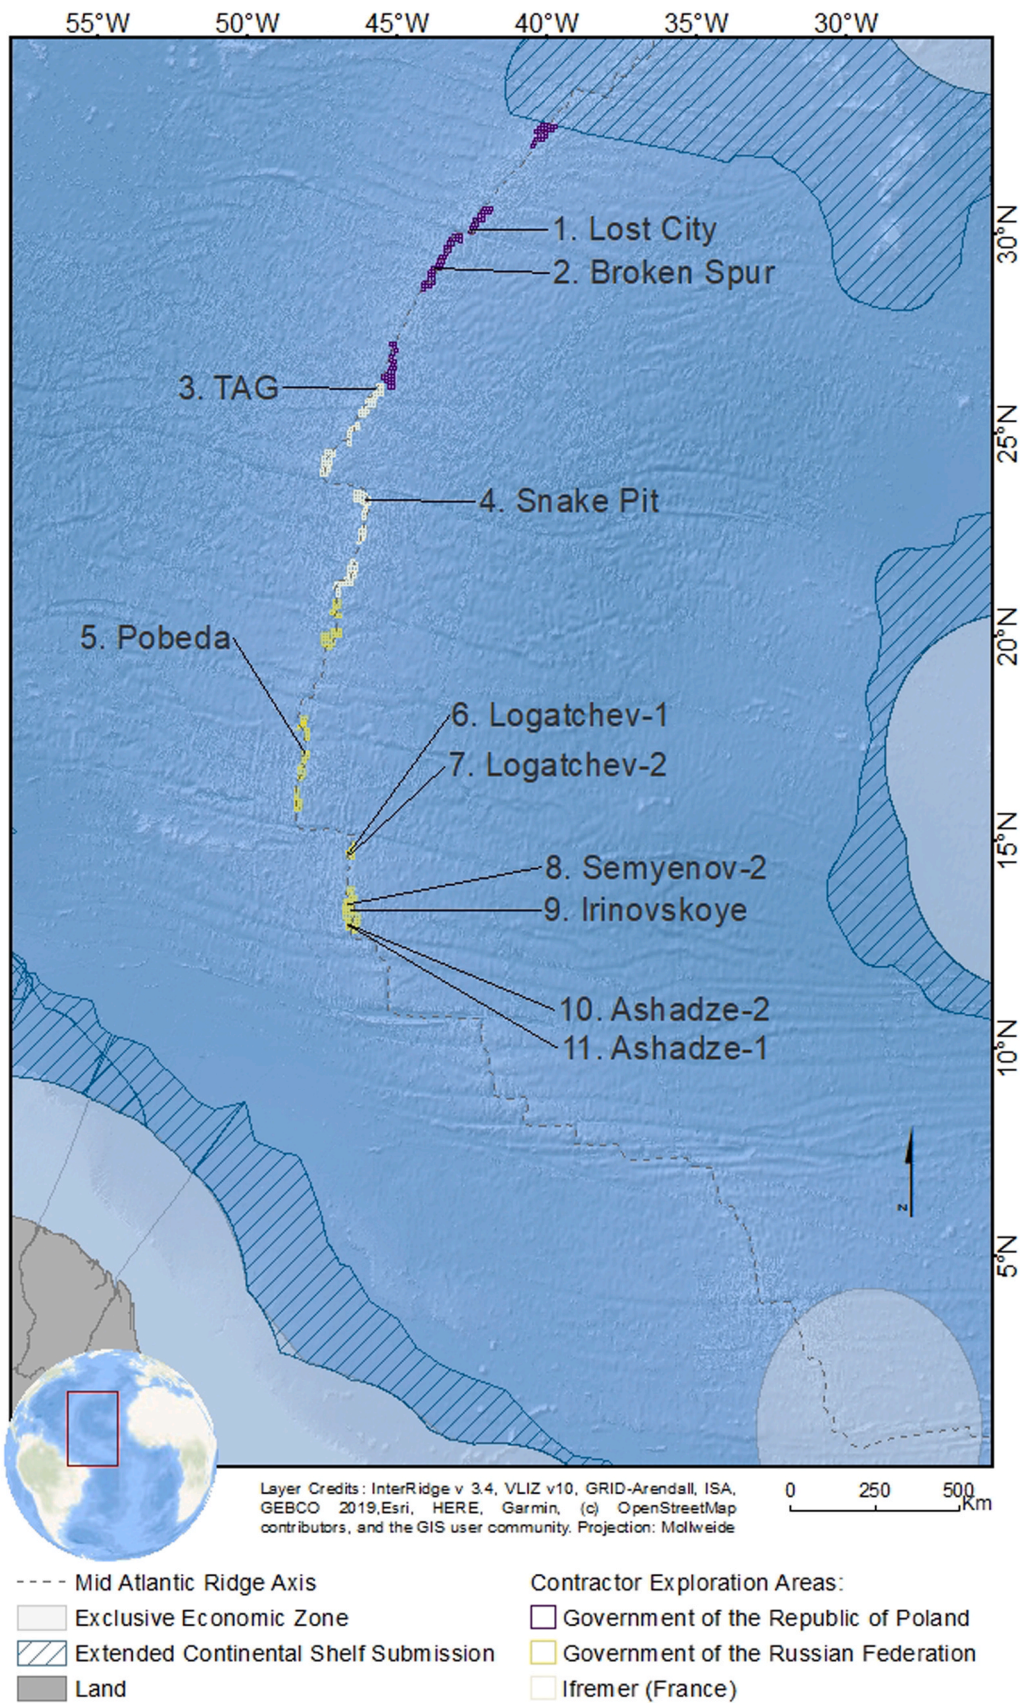 55°W 50°W 45°W 40°W 35°W 30°W
30°N
1. Lost City
2. Broken Spur
3. TAG
25°N
4. Snake Pit
20°N
5. Pobeda
6. Logatchev-1
7. Logatchev-2
15°N
8. Semyenov-2
9. Irinovskoye
10. Ashadze-2
10°N
11. Ashadze-1
N
5°N
Layer Credits: InterRidge v 3.4, VLIZ v10, GRID-Arendall, ISA,
GEBCO 2019,Esri, HERE, Garmin, (c) OpenStreetMap
contributors, and the GIS user community. Projection: Mollweide
0 250 500
Km
Mid Atlantic Ridge Axis
Exclusive Economic Zone
Extended Continental Shelf Submission
Land
Contractor Exploration Areas:
Government of the Republic of Poland
Government of the Russian Federation
Ifremer (France)